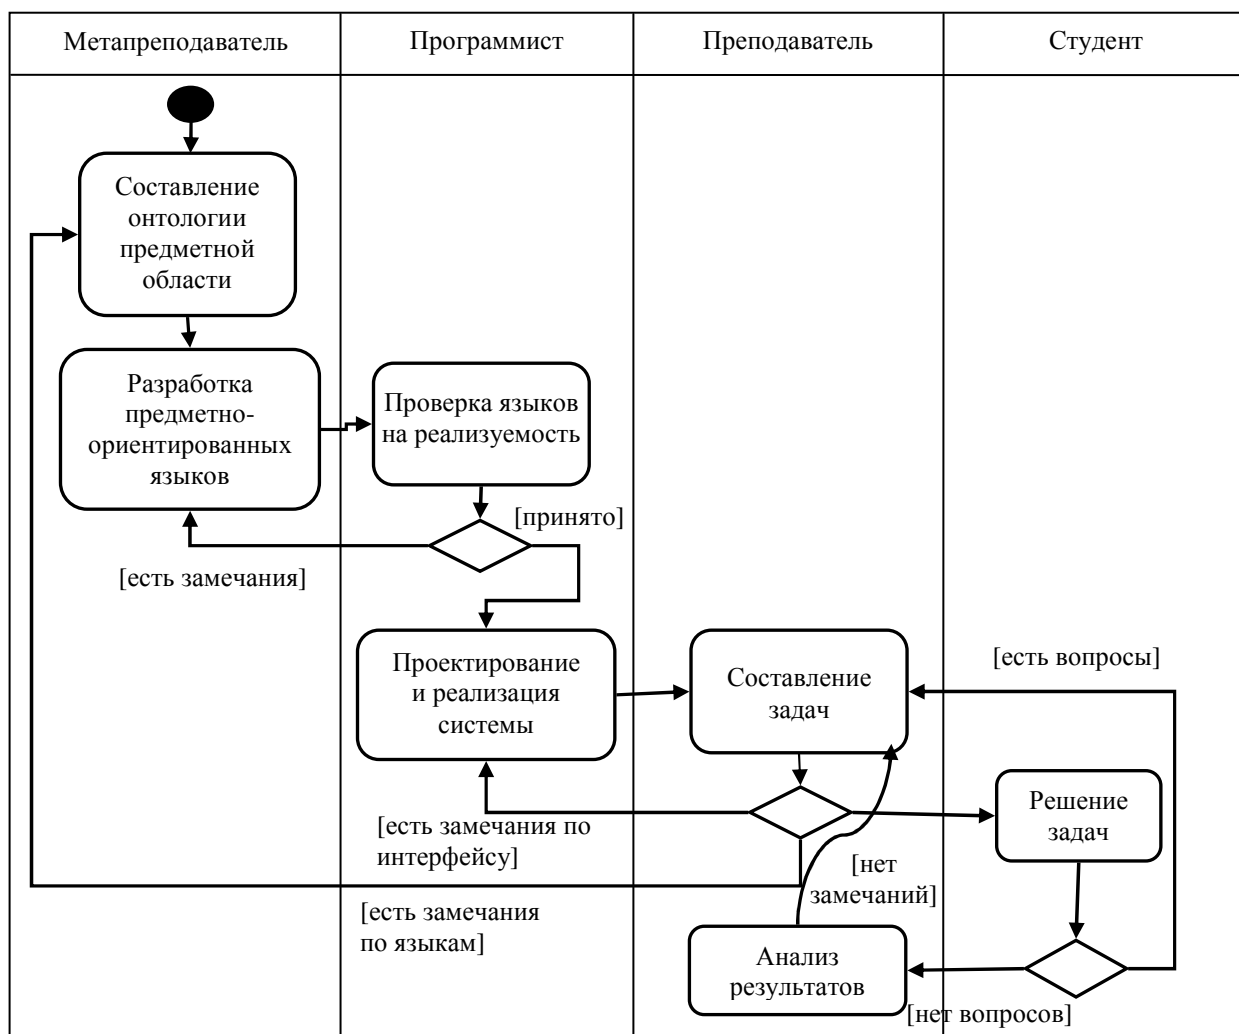 Метапреподаватель
Программист
Преподаватель
Студент
Составление
онтологии
предметной
области
Разработка
предметно-
ориентированных
языков
Проверка языков
на реализуемость
[принято]
[есть замечания]
Проектирование
и реализация
системы
Составление
задач
[есть вопросы]
Решение
задач
[есть замечания по
интерфейсу]
[нет
замечаний]
[есть замечания
по языкам]
Анализ
результатов
[нет вопросов]